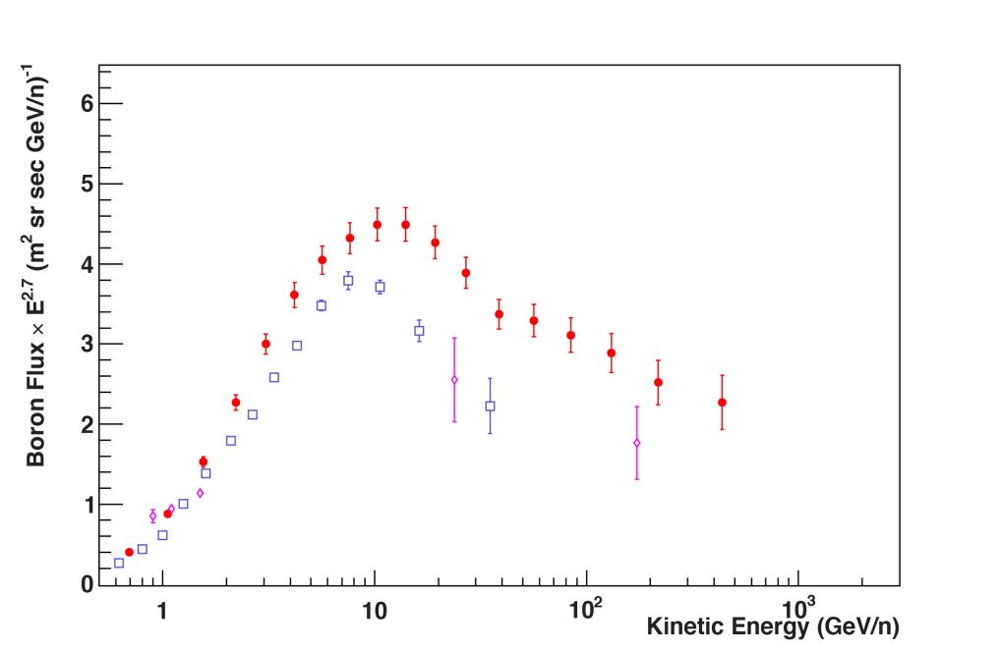 Boron Flux × E^2.7 (m^2 sr sec GeV/n)^-1
6
5
4
3
2
1
0
1 10 10^2 10^3
Kinetic Energy (GeV/n)